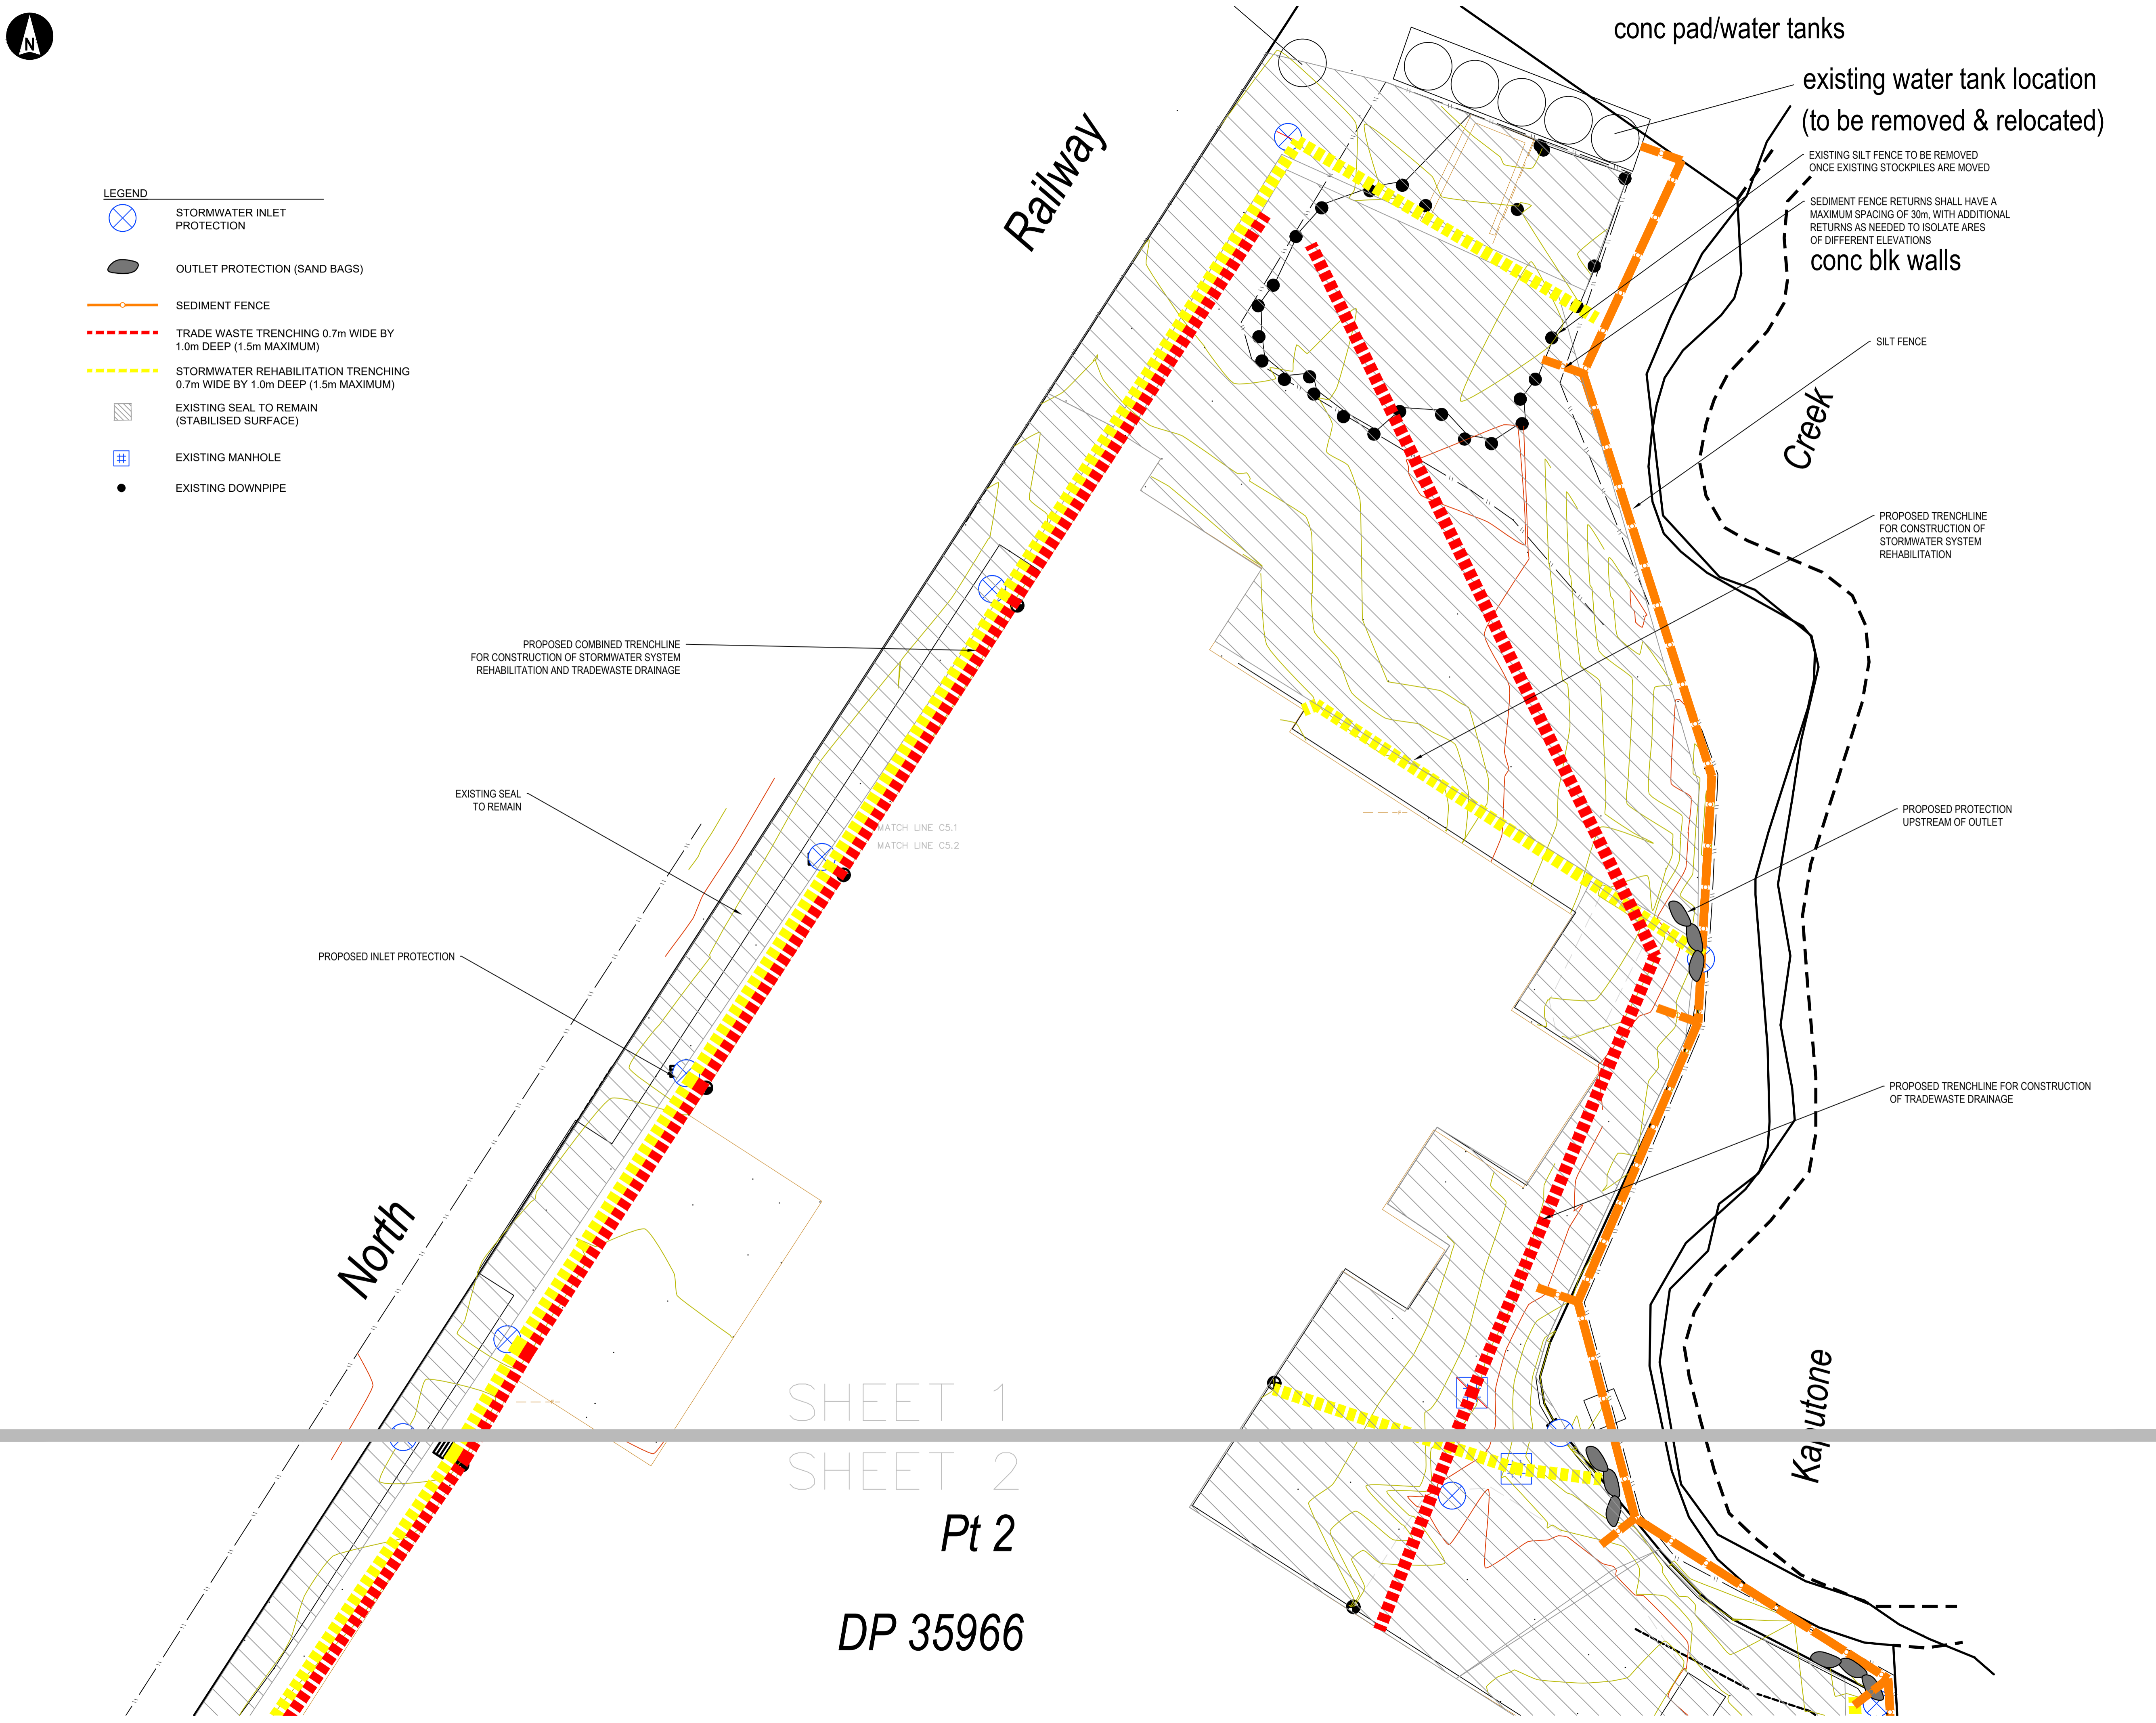 N
conc pad/water tanks
existing water tank location
(to be removed & relocated)
EXISTING SILT FENCE TO BE REMOVED
ONCE EXISTING STOCKPILES ARE MOVED
SEDIMENT FENCE RETURNS SHALL HAVE A
MAXIMUM SPACING OF 30m, WITH ADDITIONAL
RETURNS AS NEEDED TO ISOLATE ARES
OF DIFFERENT ELEVATIONS
conc blk walls
Railway
LEGEND
STORMWATER INLET
PROTECTION
OUTLET PROTECTION (SAND BAGS)
SEDIMENT FENCE
TRADE WASTE TRENCHING 0.7m WIDE BY
1.0m DEEP (1.5m MAXIMUM)
STORMWATER REHABILITATION TRENCHING
0.7m WIDE BY 1.0m DEEP (1.5m MAXIMUM)
EXISTING SEAL TO REMAIN
(STABILISED SURFACE)
EXISTING MANHOLE
EXISTING DOWNPIPE
SILT FENCE
Creek
PROPOSED TRENCHLINE
FOR CONSTRUCTION OF
STORMWATER SYSTEM
REHABILITATION
PROPOSED COMBINED TRENCHLINE
FOR CONSTRUCTION OF STORMWATER SYSTEM
REHABILITATION AND TRADEWASTE DRAINAGE
EXISTING SEAL
TO REMAIN
MATCH LINE C5.1
MATCH LINE C5.2
PROPOSED PROTECTION
UPSTREAM OF OUTLET
PROPOSED INLET PROTECTION
PROPOSED TRENCHLINE FOR CONSTRUCTION
OF TRADEWASTE DRAINAGE
North
Kaputone
SHEET 1
SHEET 2
Pt 2
DP 35966